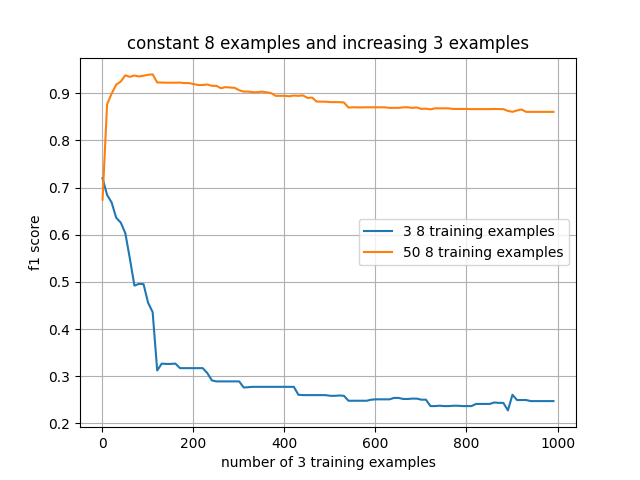 constant 8 examples and increasing 3 examples
0.9
0.8
0.7
0.6
0.5
0.4
0.3
0.2
f1 score
3 8 training examples
50 8 training examples
0
200
400
600
800
1000
number of 3 training examples